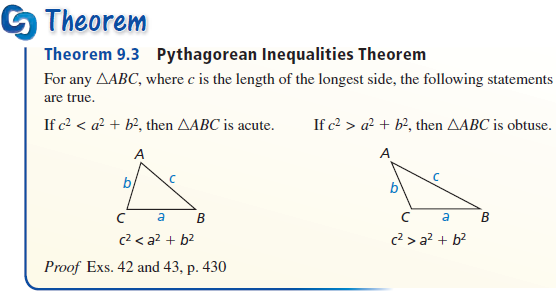 Theorem
Theorem 9.3 Pythagorean Inequalities Theorem
For any △ABC, where c is the length of the longest side, the following statements
are true.
If c² < a² + b², then △ABC is acute.
If c² > a² + b², then △ABC is obtuse.
A
b
c
C
a
B
c² < a² + b²
A
b
c
C
a
B
c² > a² + b²
Proof Exs. 42 and 43, p. 430